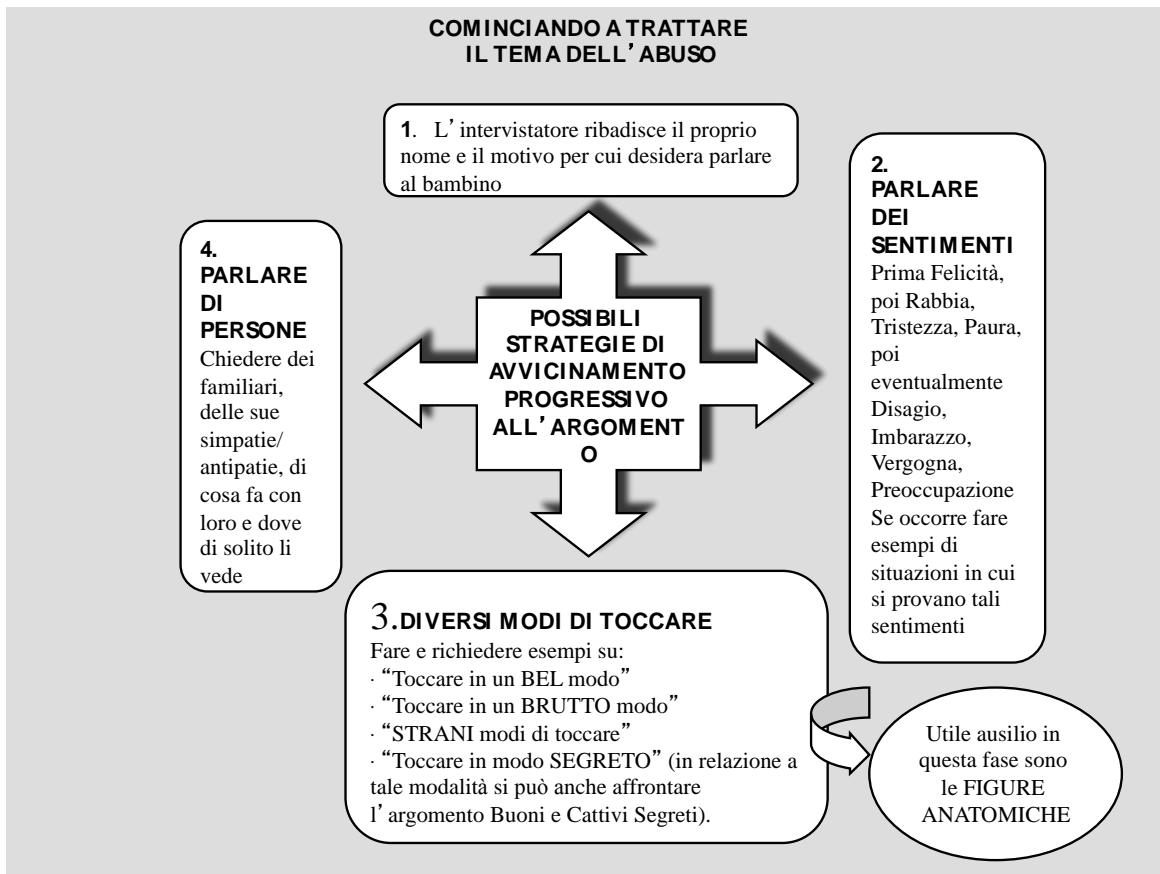 COMINCIANDO A TRATTARE
IL TEMA DELL’ABUSO
1. L’intervistatore ribadisce il proprio
nome e il motivo per cui desidera parlare
al bambino
2.
PARLARE
DEI
SENTIMENTI
Prima Felicità,
poi Rabbia,
Tristezza, Paura,
poi
eventualmente
Disagio,
Imbarazzo,
Vergogna,
Preoccupazione
Se occorre fare
esempi di
situazioni in cui
si provano tali
sentimenti
4.
PARLARE
DI
PERSONE
Chiedere dei
familiari,
delle sue
simpatie/
antipatie, di
cosa fa con
loro e dove
di solito li
vede
POSSIBILI
STRATEGIE DI
AVVICINAMENTO
PROGRESSIVO
ALL’ARGOMENT
O
3.DIVERSI MODI DI TOCCARE
Fare e richiedere esempi su:
· “Toccare in un BEL modo”
· “Toccare in un BRUTTO modo”
· “STRANI modi di toccare”
· “Toccare in modo SEGRETO” (in relazione a
tale modalità si può anche affrontare
l’argomento Buoni e Cattivi Segreti).
Utile ausilio in
questa fase sono
le FIGURE
ANATOMICHE